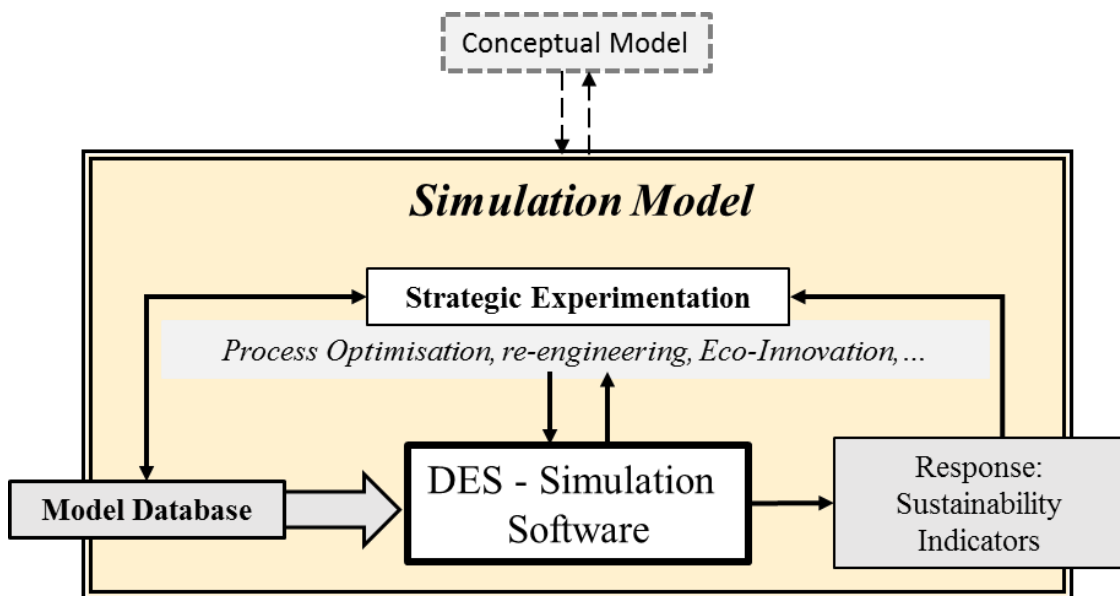 Conceptual Model
Simulation Model
Strategic Experimentation
Process Optimisation, re-engineering, Eco-Innovation, ...
Model Database
DES - Simulation
Software
Response:
Sustainability
Indicators